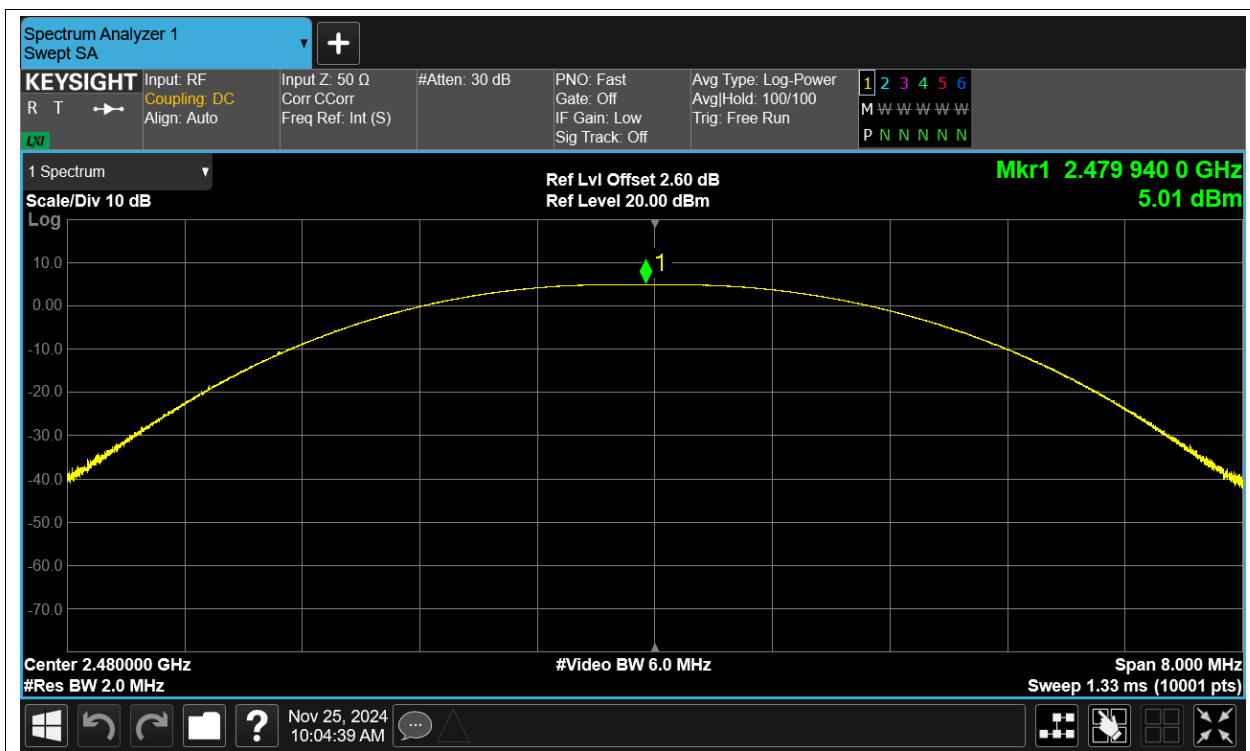 Spectrum Analyzer 1
Swept SA
KEYSIGHT
R T
LXI
Input: RF
Coupling: DC
Align: Auto
Input Z: 50 Ω
Corr CCorr
Freq Ref: Int (S)
#Atten: 30 dB
PNO: Fast
Gate: Off
IF Gain: Low
Sig Track: Off
Avg Type: Log-Power
Avg|Hold: 100/100
Trig: Free Run
1 2 3 4 5 6
M W W W W W W
P N N N N N
1 Spectrum
Scale/Div 10 dB
Log
Ref Lvl Offset 2.60 dB
Ref Level 20.00 dBm
Mkr1 2.479 940 0 GHz
5.01 dBm
1
10.0
0.00
-10.0
-20.0
-30.0
-40.0
-50.0
-60.0
-70.0
Center 2.480000 GHz
#Res BW 2.0 MHz
#Video BW 6.0 MHz
Span 8.000 MHz
Sweep 1.33 ms (10001 pts)
?
Nov 25, 2024
10:04:39 AM